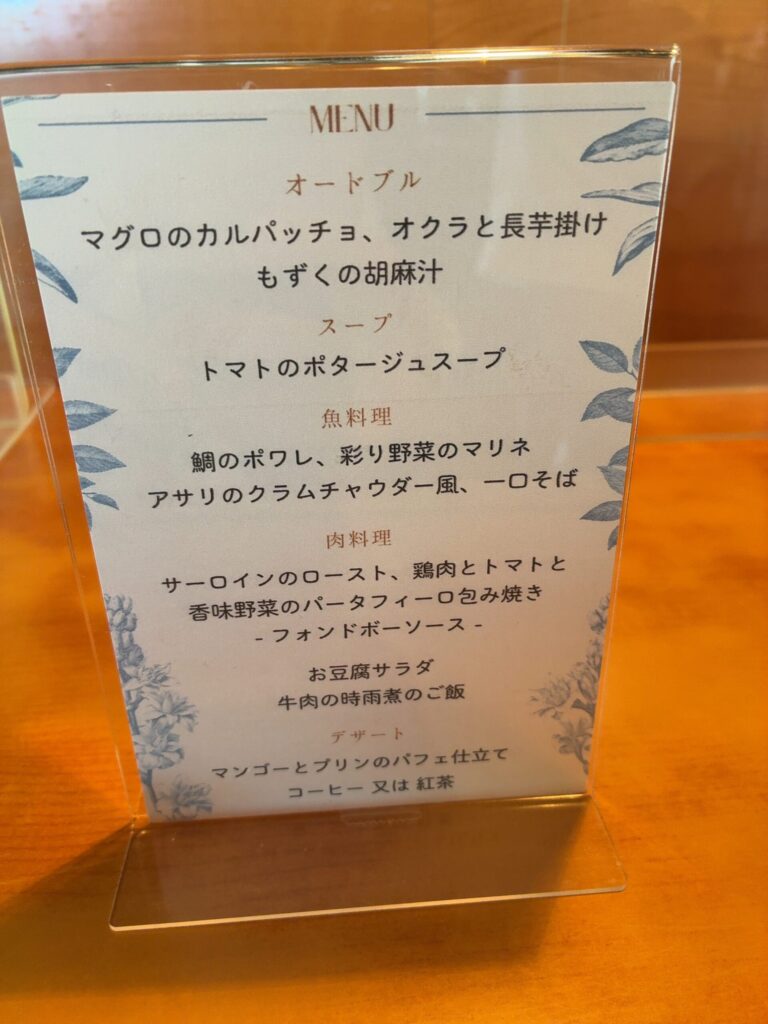 MENU
オードブル
マグロのカルパッチョ、オクラと長芋掛け
もずくの胡麻汁
スープ
トマトのポタージュスープ
魚料理
鯛のポワレ、彩り野菜のマリネ
アサリのクラムチャウダー風、一口そば
肉料理
サーロインのロースト、鶏肉とトマトと
香味野菜のパータフィーロ包み焼き
- フォンドボーソース -
お豆腐サラダ
牛肉の時雨煮のご飯
デザート
マンゴーとプリンのパフェ仕立て
コーヒー 又は 紅茶